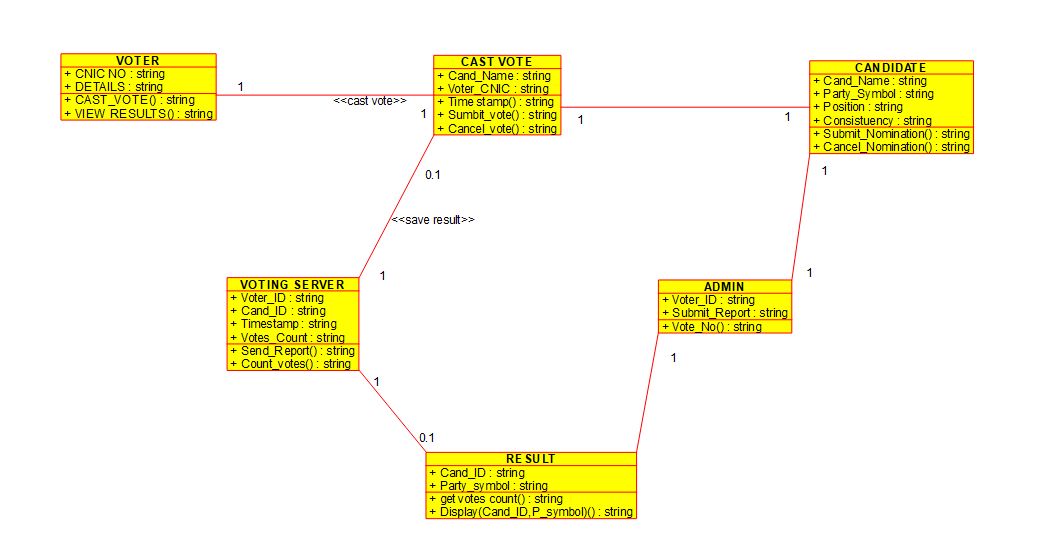 VOTER
+ CNIC NO : string
+ DETAILS : string
+ CAST_VOTE() : string
+ VIEW RESULTS() : string
1
<<cast vote>>
CAST VOTE
+ Cand_Name : string
+ Voter_CNIC : string
+ Time stamp() : string
+ Sumbit_vote() : string
+ Cancel_vote() : string
1
1
1
CANDIDATE
+ Cand_Name : string
+ Party_Symbol : string
+ Position : string
+ Consistuency : string
+ Submit_Nomination() : string
+ Cancel_Nomination() : string
0.1
<<save result>>
1
1
1
VOTING SERVER
+ Voter_ID : string
+ Cand_ID : string
+ Timestamp : string
+ Votes_Count : string
+ Send_Report() : string
+ Count_votes() : string
ADMIN
+ Voter_ID : string
+ Submit_Report : string
+ Vote_No() : string
1
1
0.1
RESULT
+ Cand_ID : string
+ Party_symbol : string
+ get votes count() : string
+ Display(Cand_ID,P_symbol)() : string